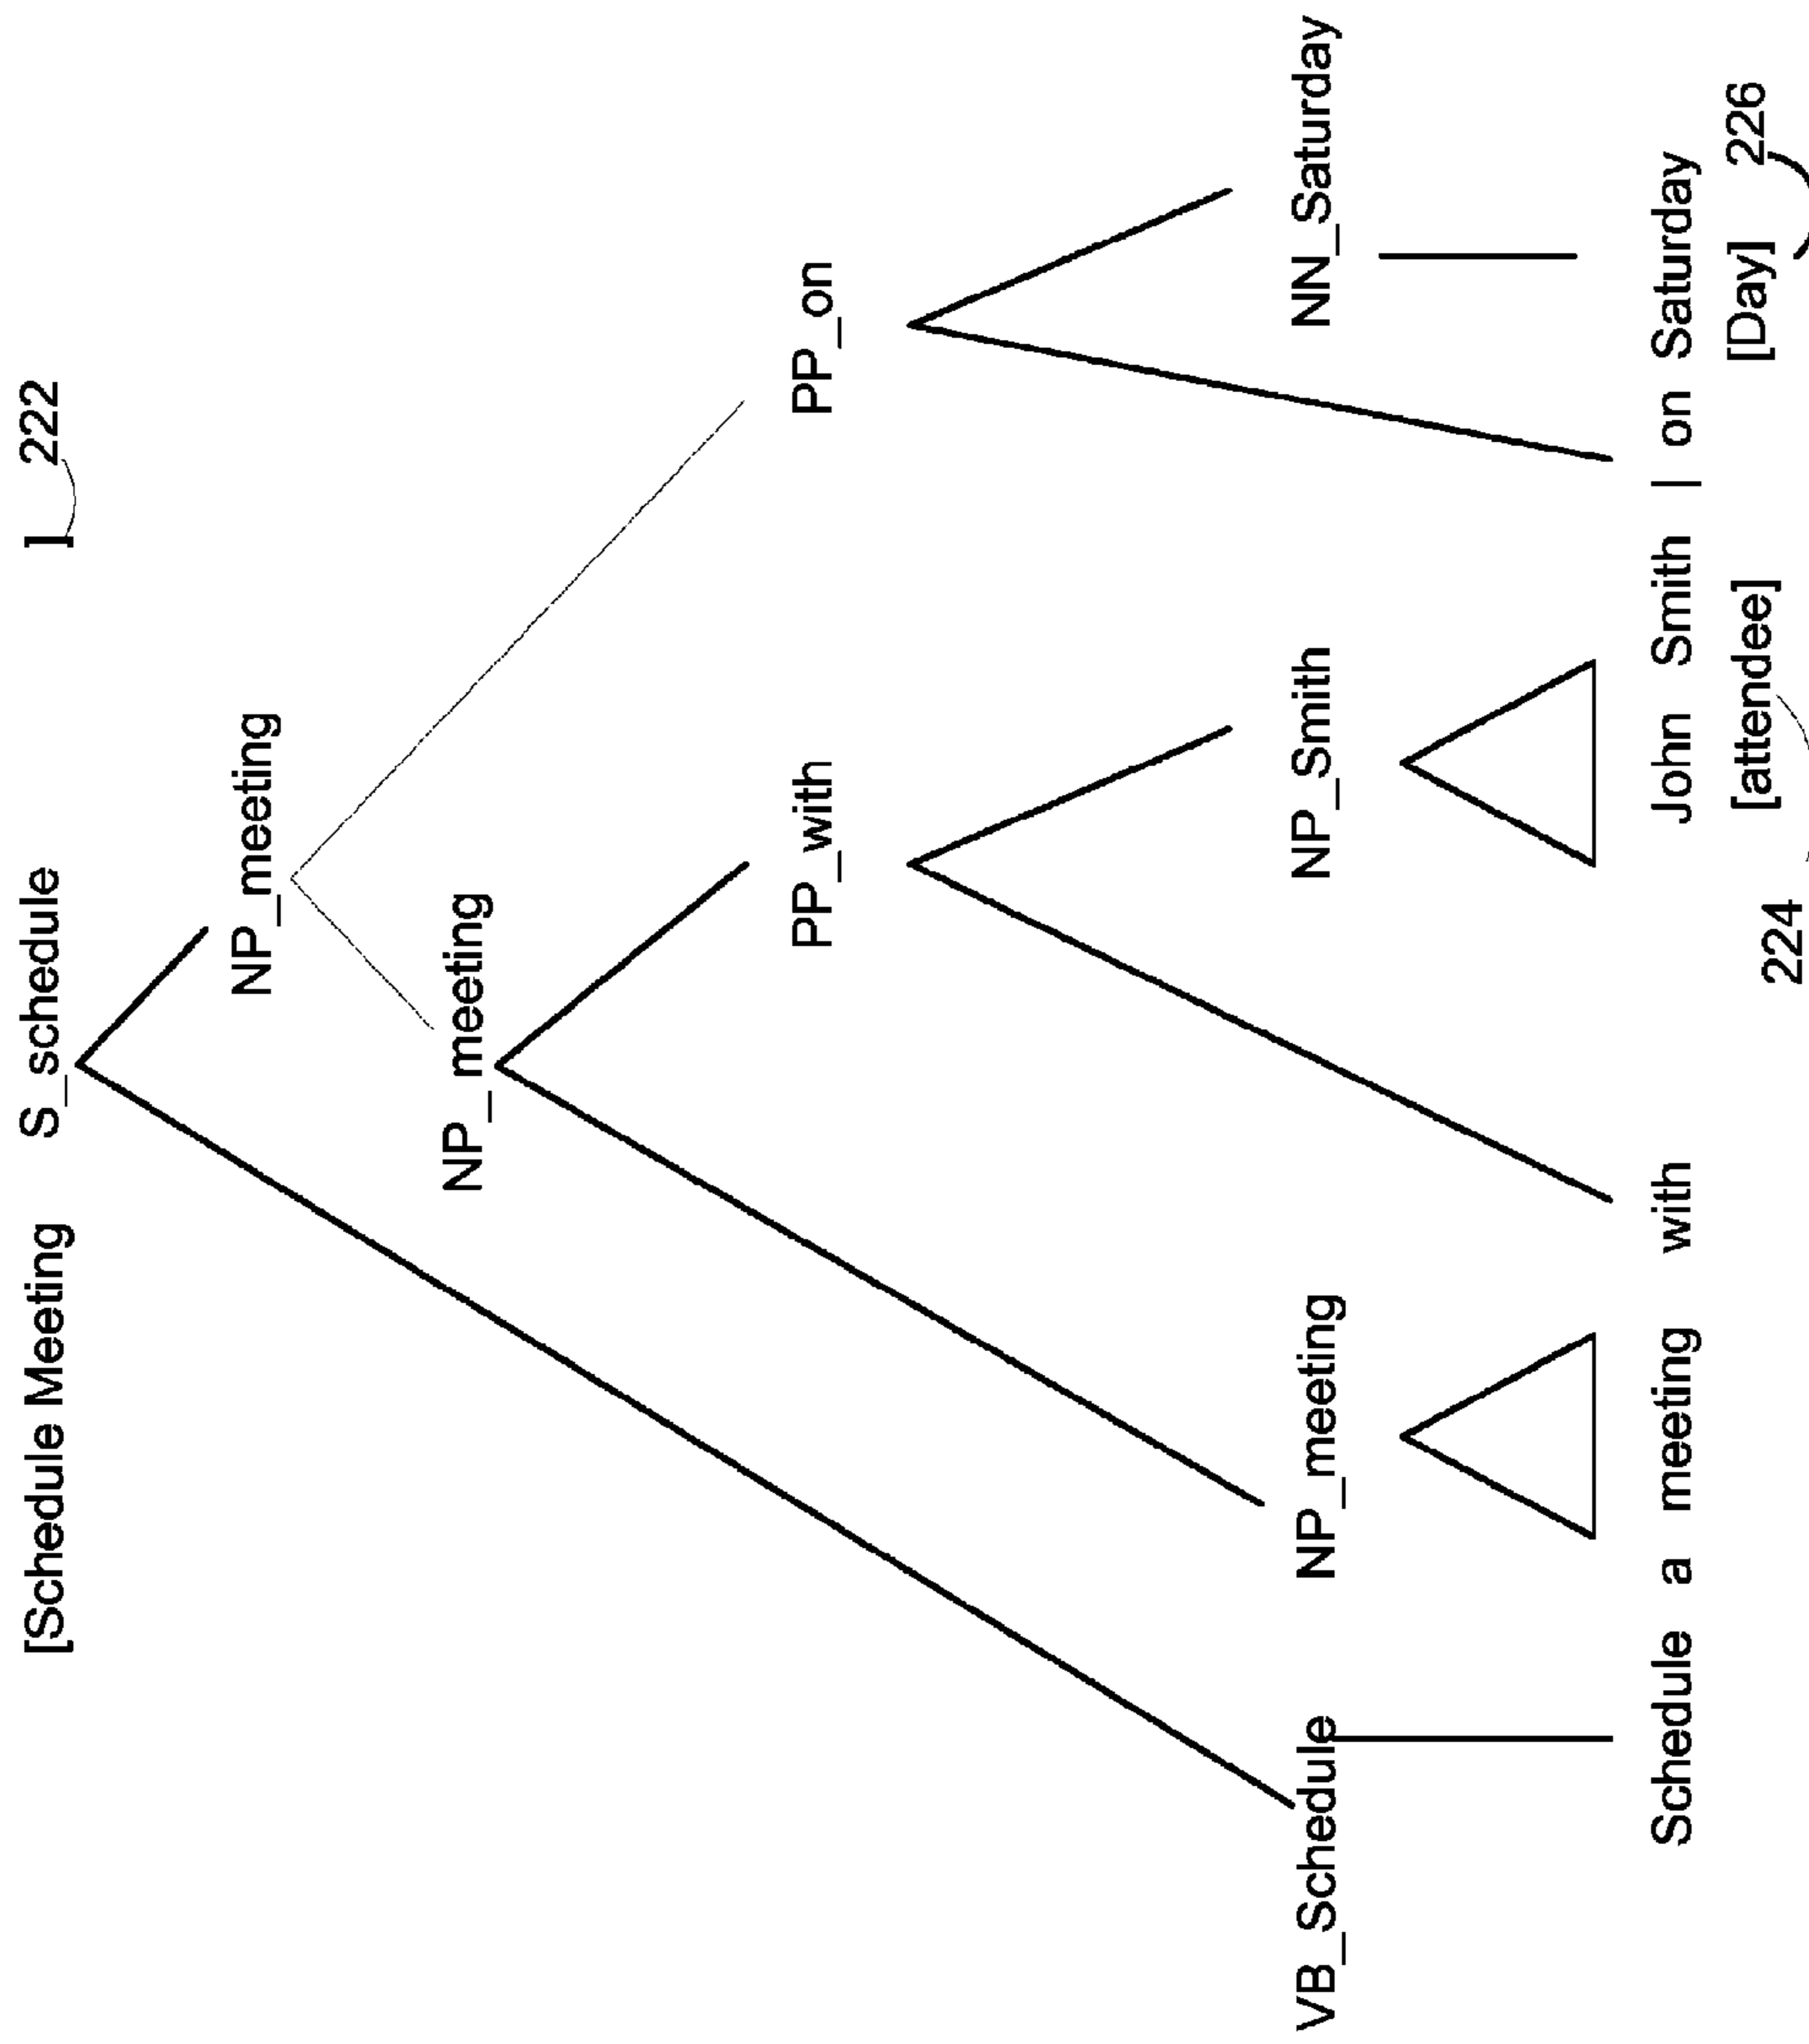 [Schedule Meeting S_schedule ] 222
NP_meeting
NP_meeting
PP_with PP_on
VB_Schedule NP_meeting NP_Smith NN_Saturday
Schedule a meeting with John Smith | on Saturday
[attendee] [Day] 226
224